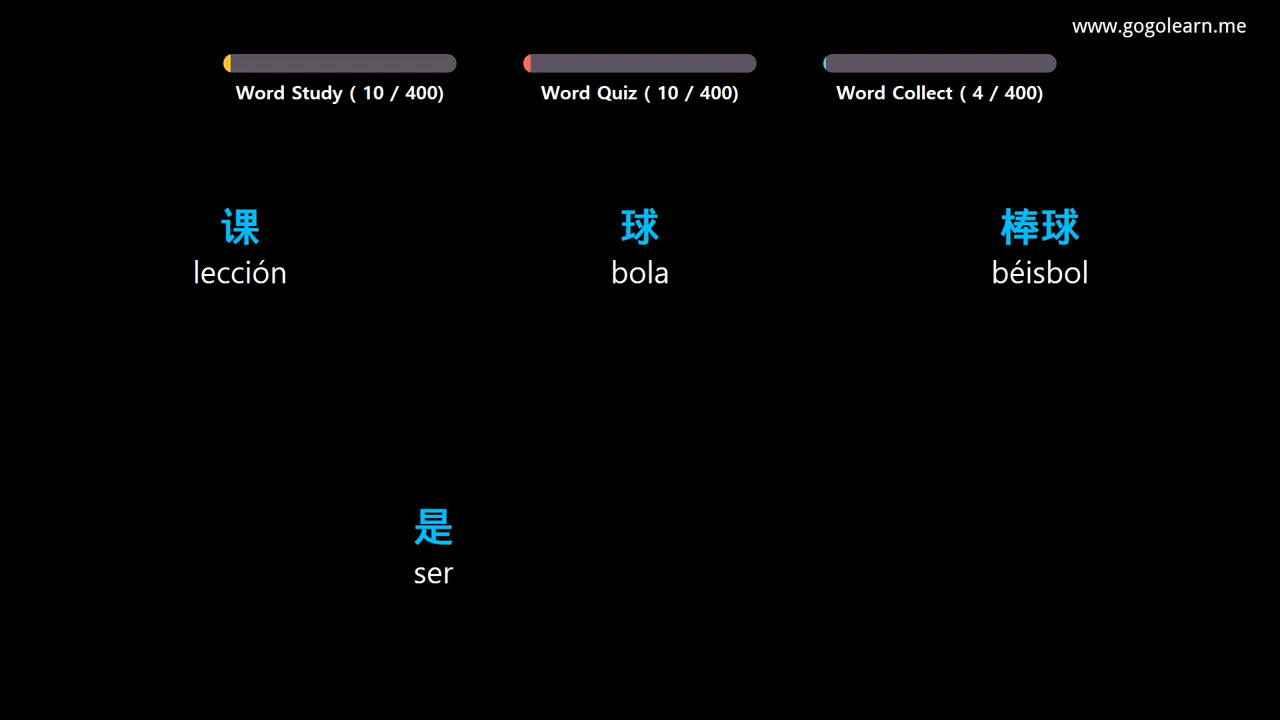 www.gogolearn.me
Word Study ( 10 / 400)
Word Quiz ( 10 / 400)
Word Collect ( 4 / 400)
课
lección
球
bola
棒球
béisbol
是
ser